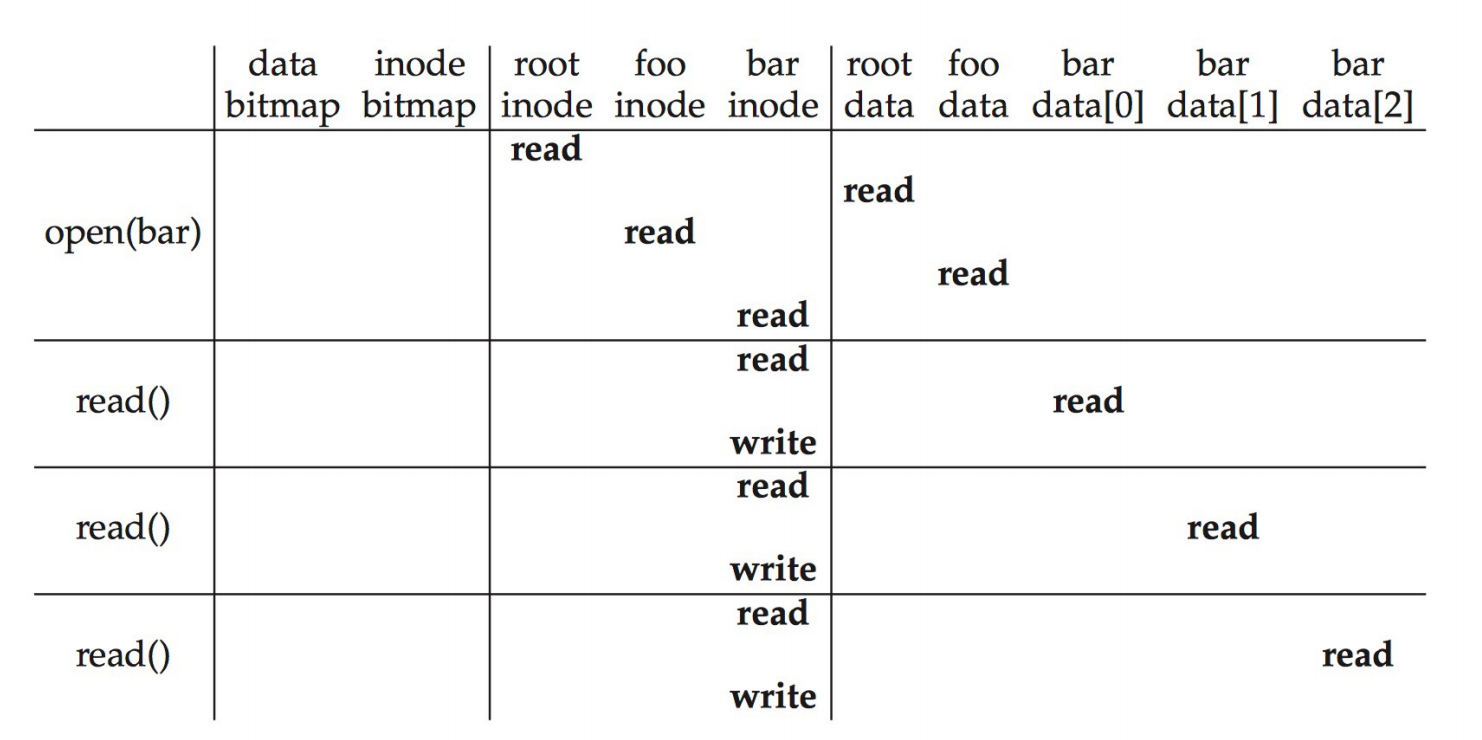 data inode root foo bar root foo bar bar bar
bitmap bitmap inode inode inode data data data[0] data[1] data[2]
read
read
open(bar) read
read
read
read
read() read
write
read
read() read
write
read
read() read
write